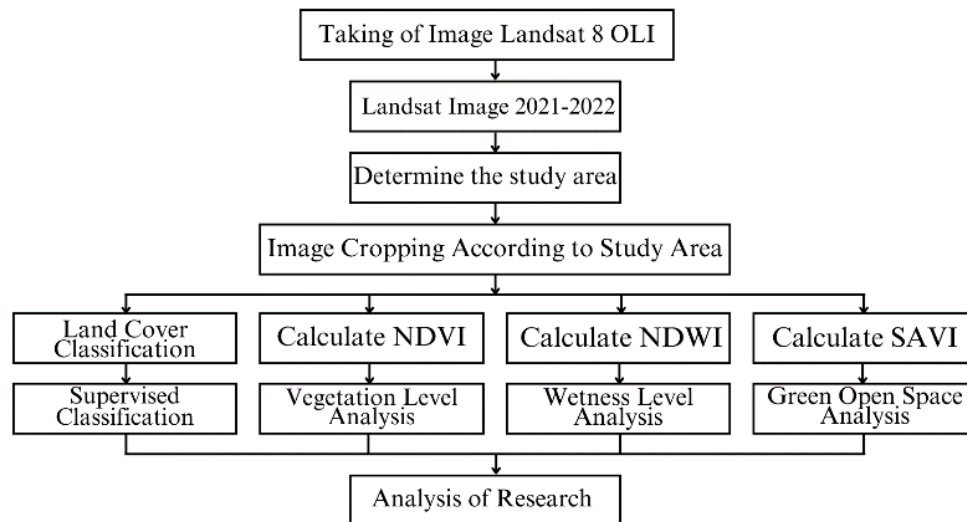 Taking of Image Landsat 8 OLI
Landsat Image 2021-2022
Determine the study area
Image Cropping According to Study Area
Land Cover
Classification
Calculate NDVI
Calculate NDWI
Calculate SAVI
Supervised
Classification
Vegetation Level
Analysis
Wetness Level
Analysis
Green Open Space
Analysis
Analysis of Research